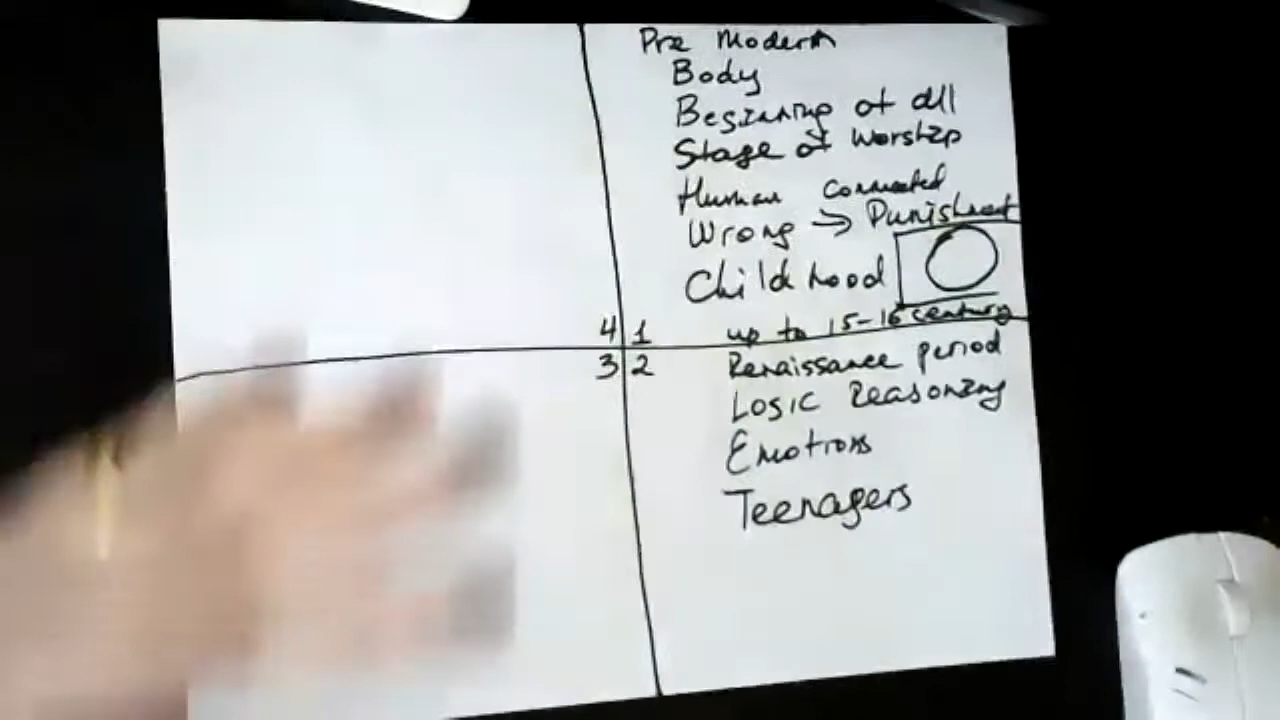 Pre Modern
Body
Beginning of all
Stage of worship
Human connected
Wrong → Punishment
Childhood
up to 15-16 century
4 1
3 2
Renaissance period
Logic Reasoning
Emotions
Teenagers